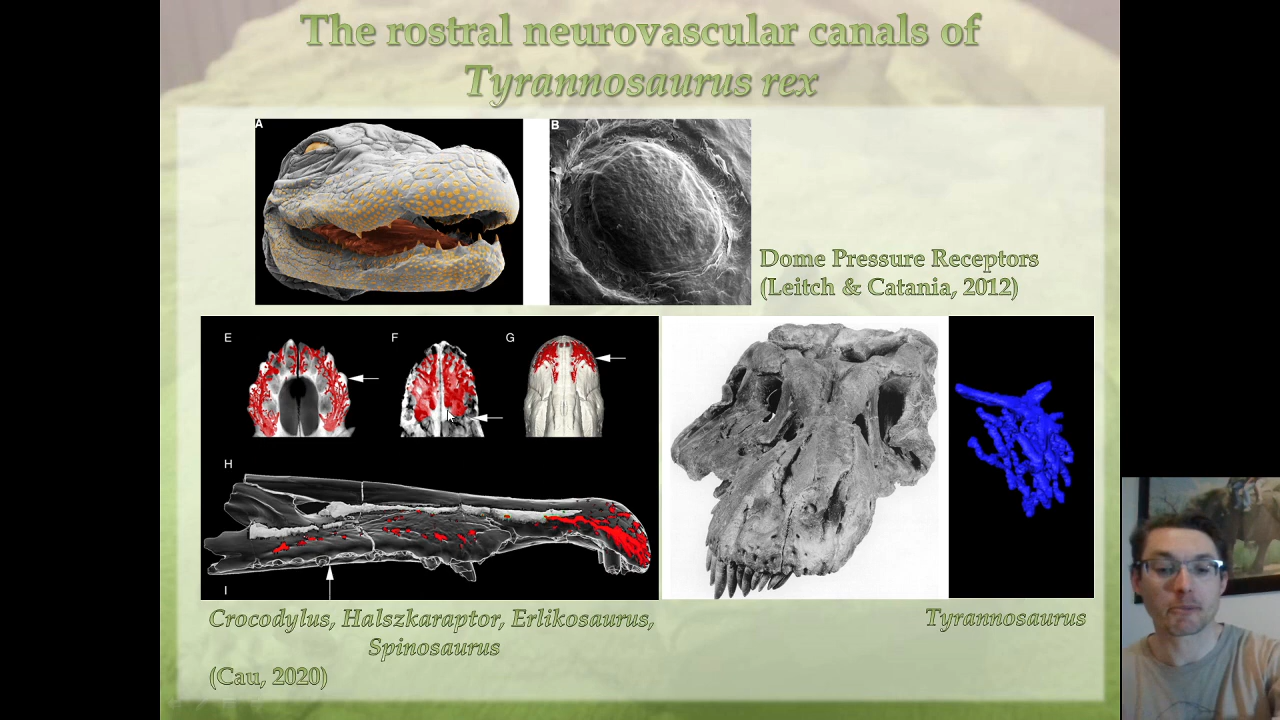 The rostral neurovascular canals of
Tyrannosaurus rex
A
B
Dome Pressure Receptors
(Leitch & Catania, 2012)
E
F
G
H
I
Crocodylus, Halszkaraptor, Erlikosaurus,
Spinosaurus
(Cau, 2020)
Tyrannosaurus